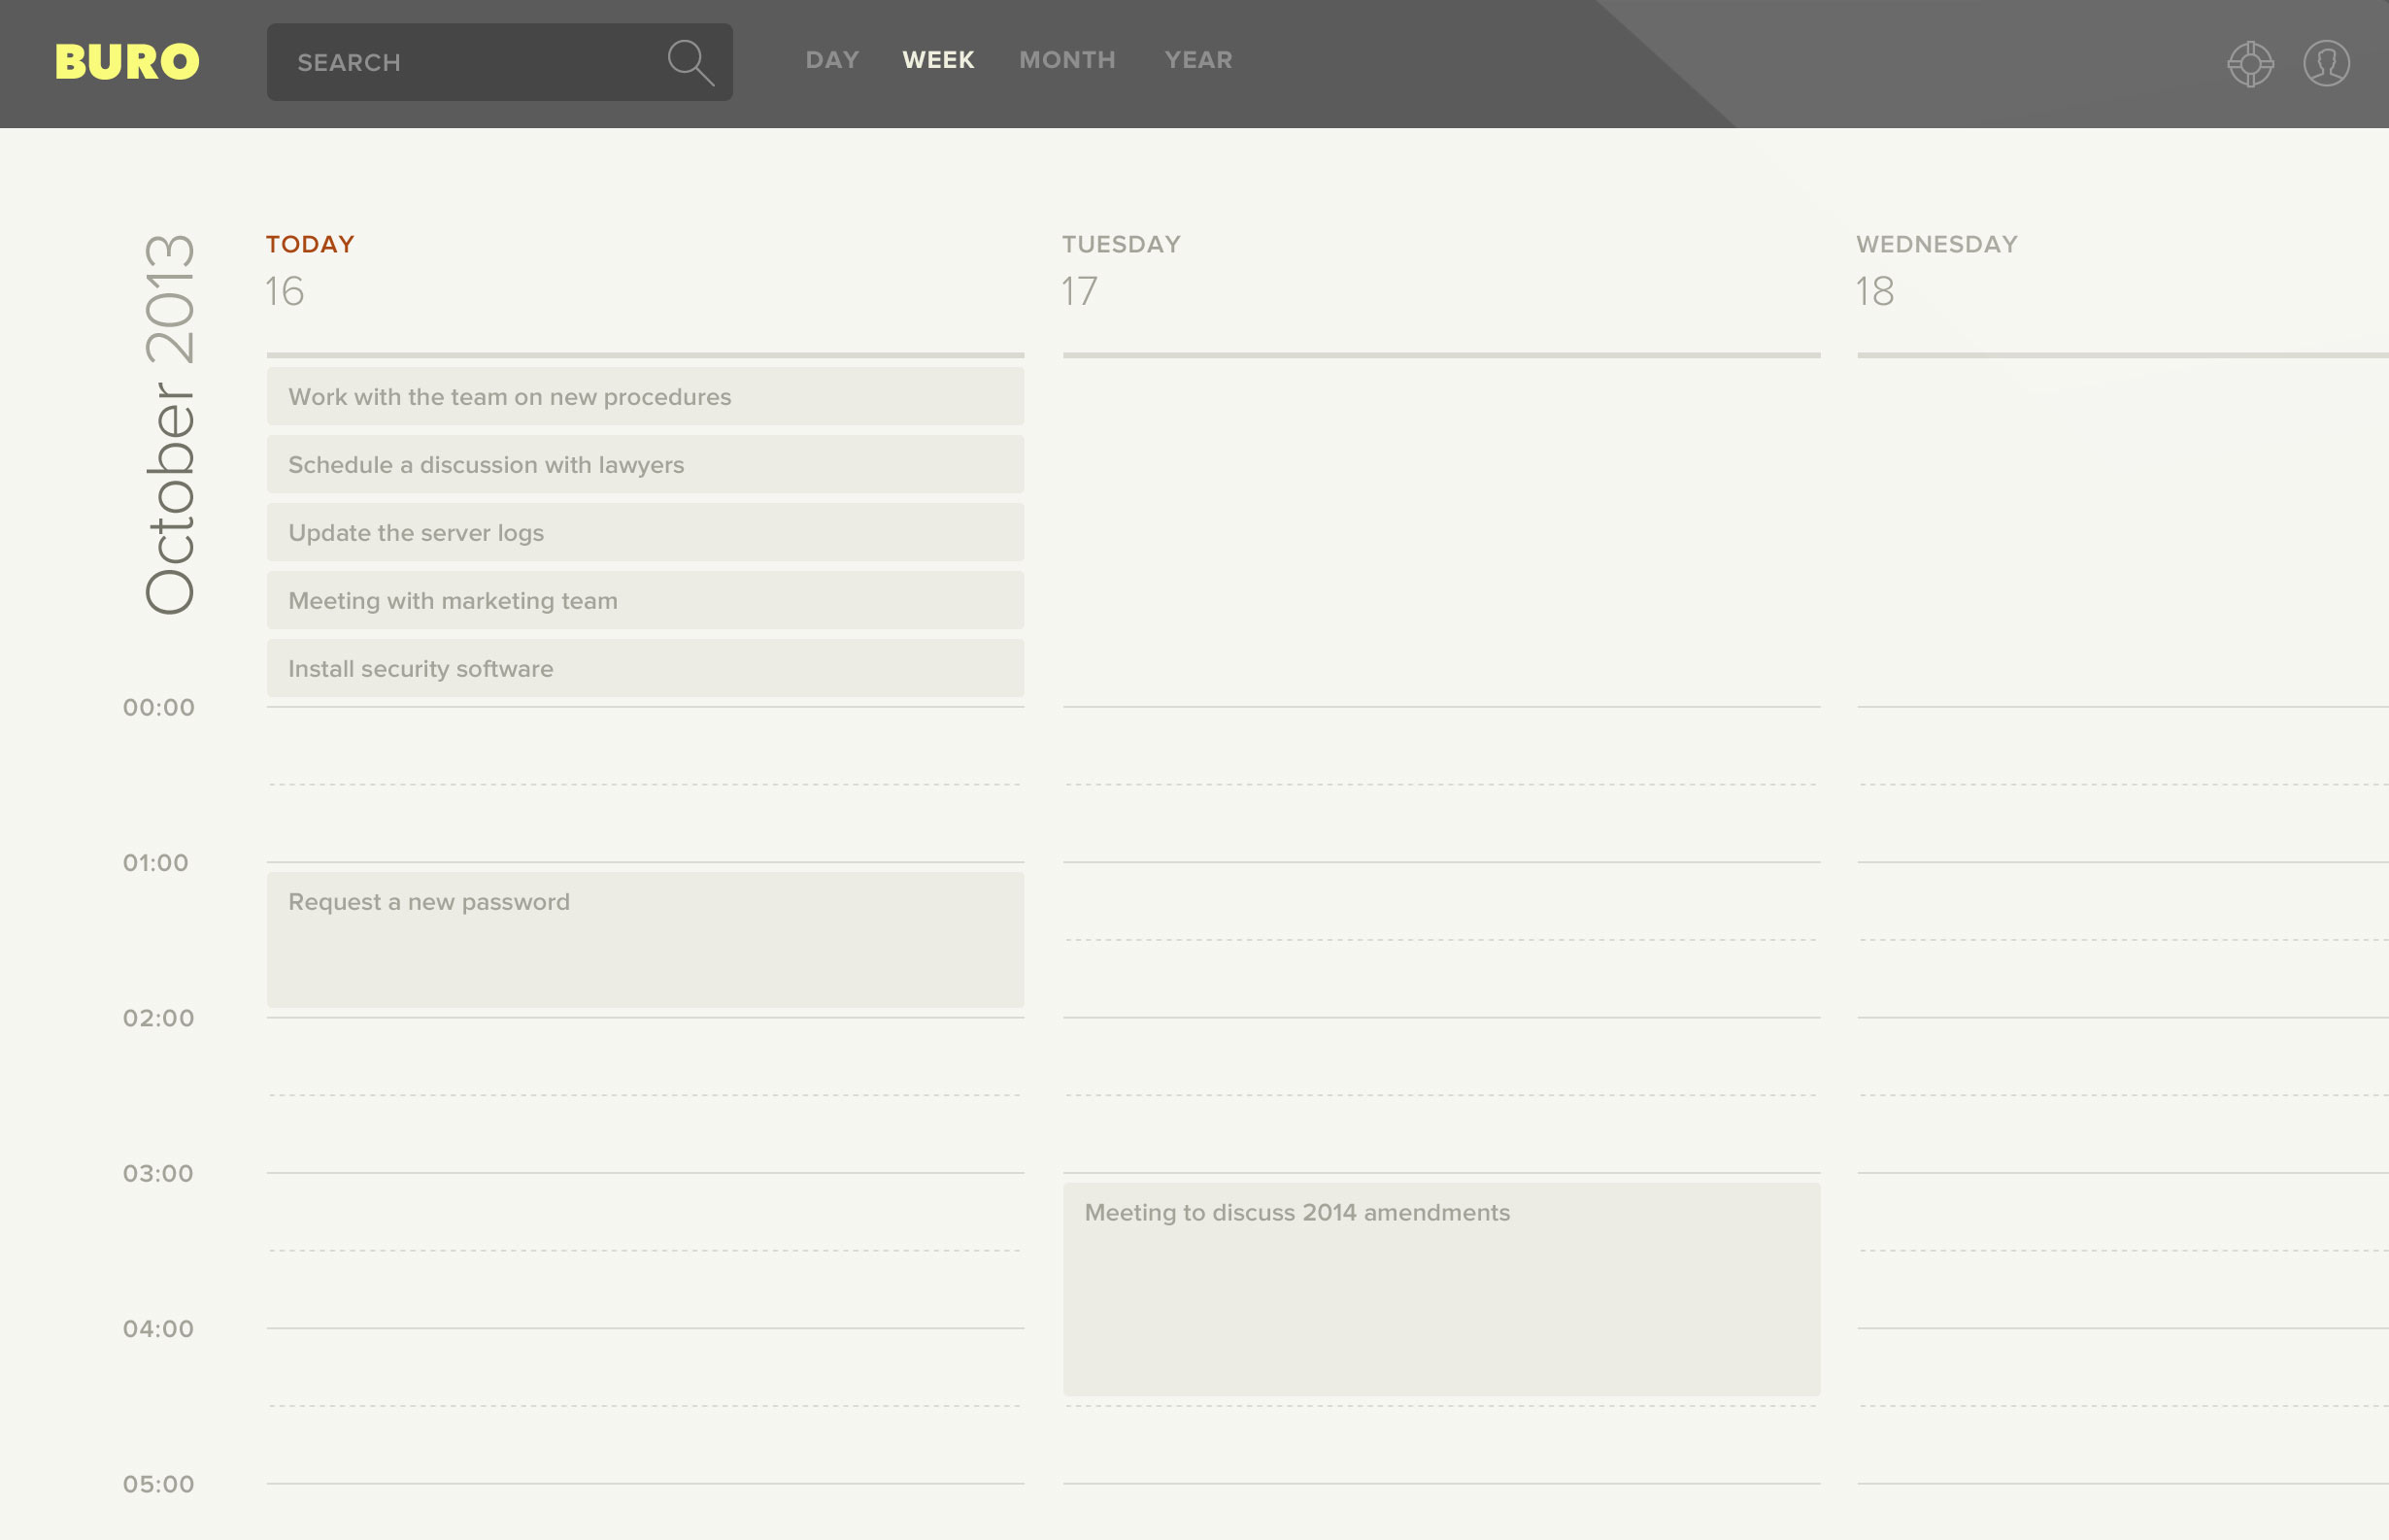 BURO
SEARCH
DAY
WEEK
MONTH
YEAR
October 2013
TODAY
16
TUESDAY
17
WEDNESDAY
18
Work with the team on new procedures
Schedule a discussion with lawyers
Update the server logs
Meeting with marketing team
Install security software
00:00
01:00
Request a new password
02:00
03:00
Meeting to discuss 2014 amendments
04:00
05:00